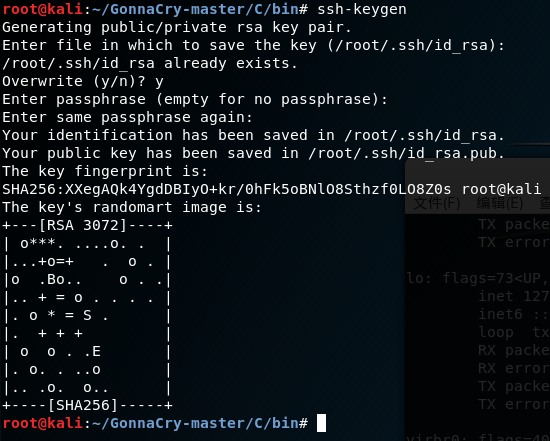 root@kali:~/GonnaCry-master/C/bin# ssh-keygen
Generating public/private rsa key pair.
Enter file in which to save the key (/root/.ssh/id_rsa):
/root/.ssh/id_rsa already exists.
Overwrite (y/n)? y
Enter passphrase (empty for no passphrase):
Enter same passphrase again:
Your identification has been saved in /root/.ssh/id_rsa.
Your public key has been saved in /root/.ssh/id_rsa.pub.
The key fingerprint is:
SHA256:XXegAQk4YgdDBIyO+kr/0hFk5oBNlO8Sthzf0LO8Z0s root@kali
The key's randomart image is:
+---[RSA 3072]----+
| o***. ....o. .  |
|...+o=+   .  o . |
|o  .Bo..    o . .|
|.. + = o . . . . |
|. o * = S .      |
|.  + + +         |
| o  o . .E       |
|. o. . ..o       |
|.. .o.  o..      |
+----[SHA256]-----+
root@kali:~/GonnaCry-master/C/bin#
文件(F) 编辑(E) 查
TX packe
TX error
lo: flags=73<UP,
inet 127
inet6 ::
loop tx
RX packe
RX error
TX packe
TX error
virbr0: flags=40